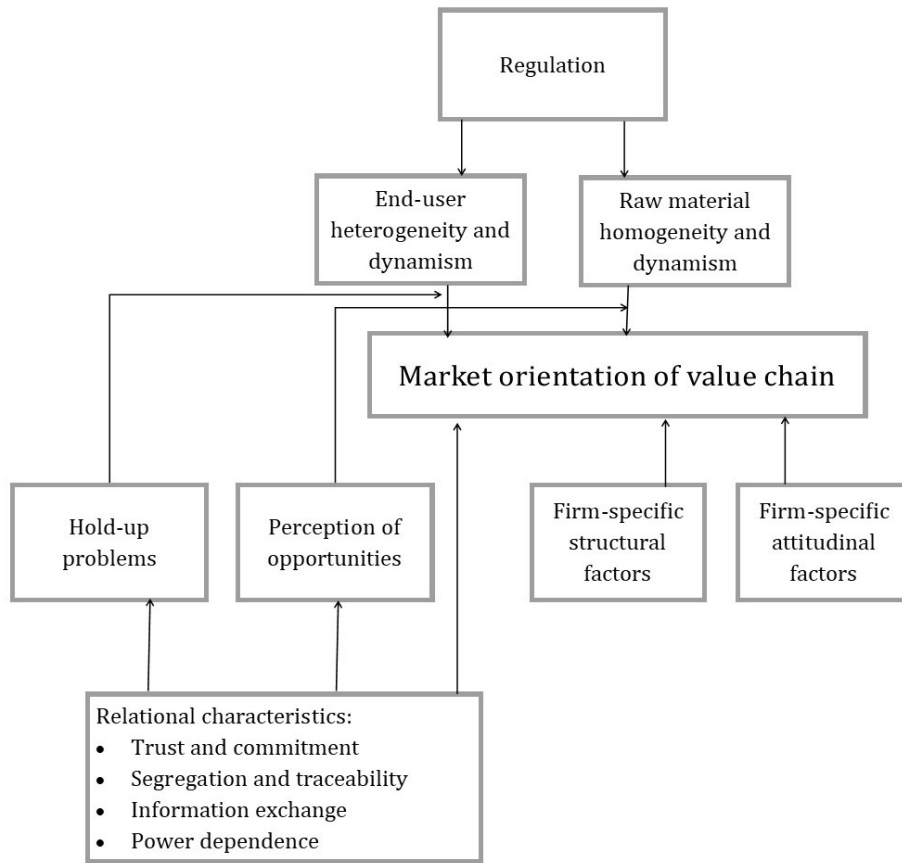 Regulation
End-user
heterogeneity and
dynamism
Raw material
homogeneity and
dynamism
Market orientation of value chain
Hold-up
problems
Perception of
opportunities
Firm-specific
structural
factors
Firm-specific
attitudinal
factors
Relational characteristics:
• Trust and commitment
• Segregation and traceability
• Information exchange
• Power dependence